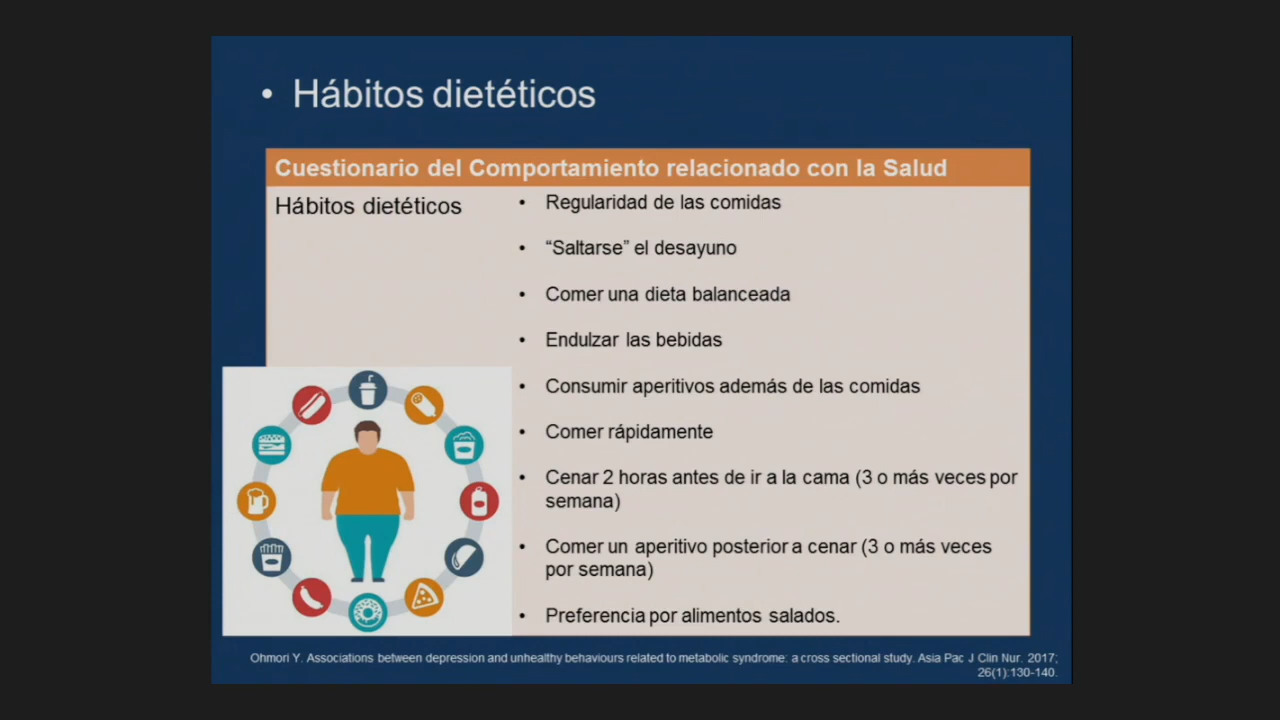 • Hábitos dietéticos
Cuestionario del Comportamiento relacionado con la Salud
Hábitos dietéticos
• Regularidad de las comidas
• “Saltarse” el desayuno
• Comer una dieta balanceada
• Endulzar las bebidas
• Consumir aperitivos además de las comidas
• Comer rápidamente
• Cenar 2 horas antes de ir a la cama (3 o más veces por
semana)
• Comer un aperitivo posterior a cenar (3 o más veces
por semana)
• Preferencia por alimentos salados.
Ohmori Y. Associations between depression and unhealthy behaviours related to metabolic syndrome: a cross sectional study. Asia Pac J Clin Nur. 2017;
26(1):130-140.